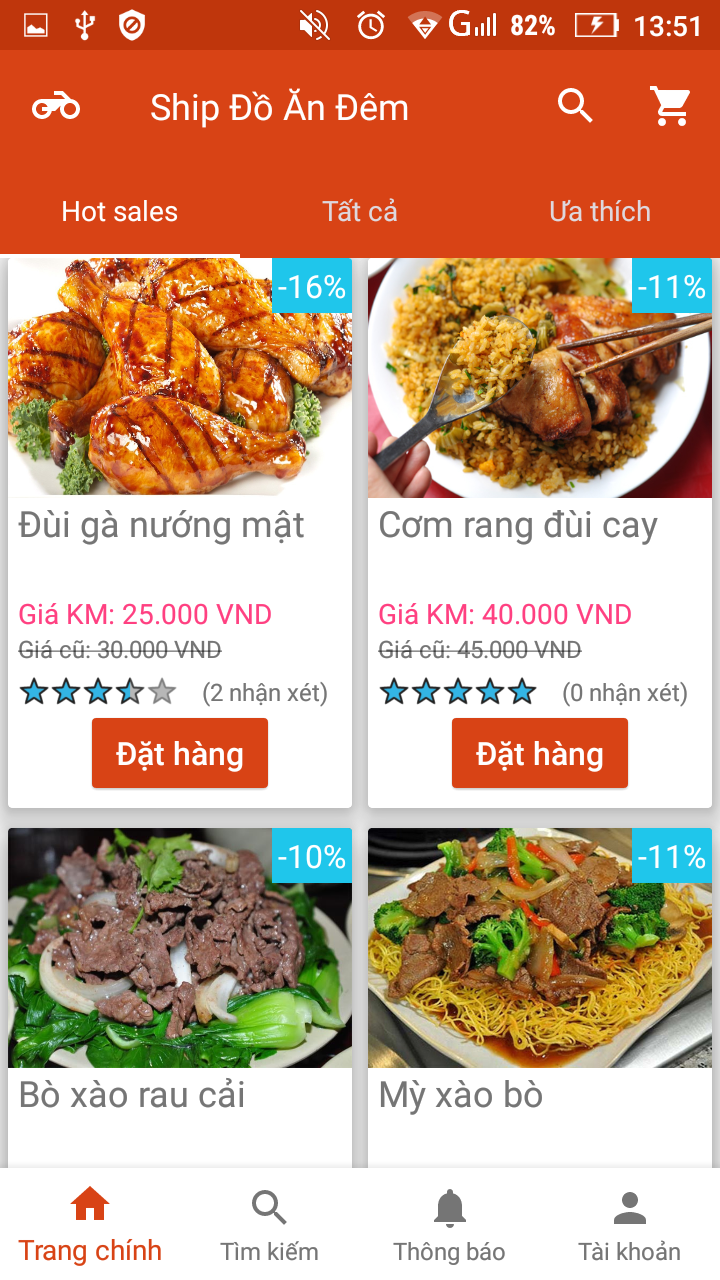 G 82% 13:51
Ship Đồ Ăn Đêm
Hot sales Tất cả Ưa thích
-16% -11%
Đùi gà nướng mật Cơm rang đùi cay
Giá KM: 25.000 VND Giá KM: 40.000 VND
Giá cũ: 30.000 VND Giá cũ: 45.000 VND
(2 nhận xét) (0 nhận xét)
Đặt hàng Đặt hàng
-10% -11%
Bò xào rau cải Mỳ xào bò
Trang chính Tìm kiếm Thông báo Tài khoản